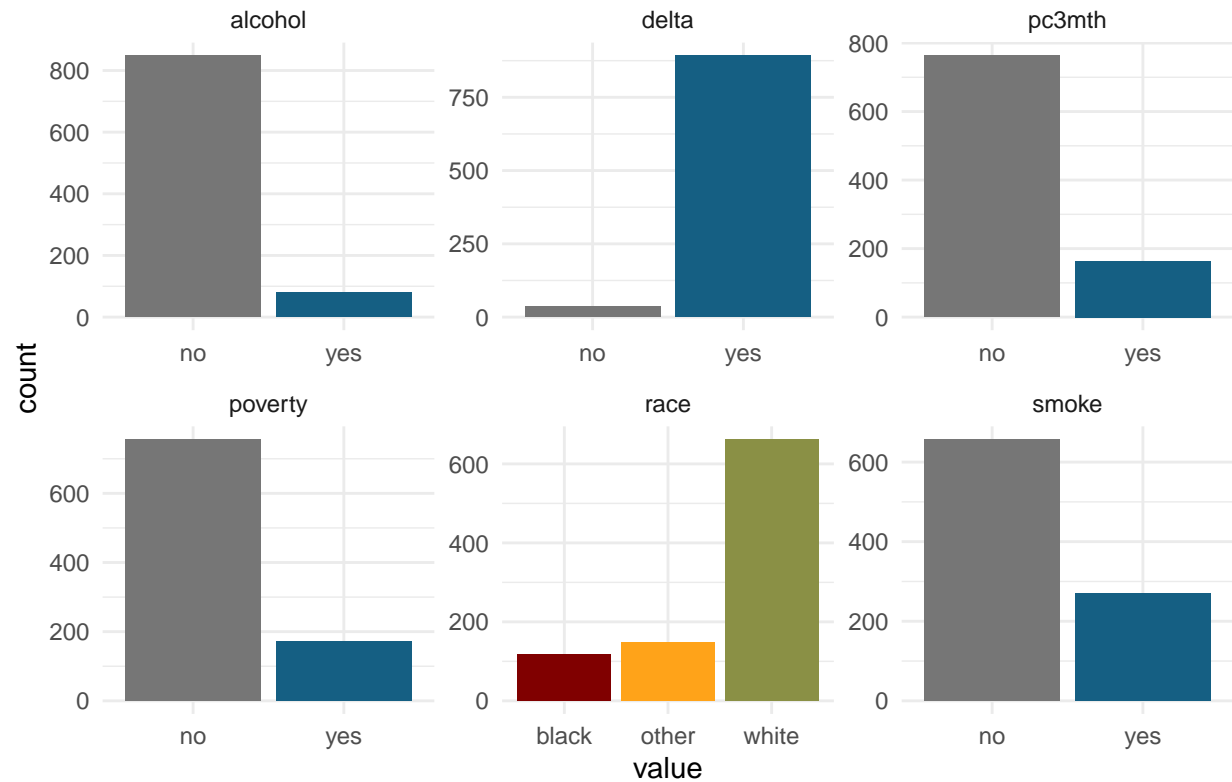 alcohol
delta
pc3mth
800
600
400
200
0
no
yes
750
500
250
0
no
yes
800
600
400
200
0
no
yes
count
poverty
race
smoke
600
400
200
0
no
yes
600
400
200
0
black
other
white
600
400
200
0
no
yes
value